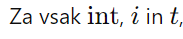 Za vsak int, i in t,